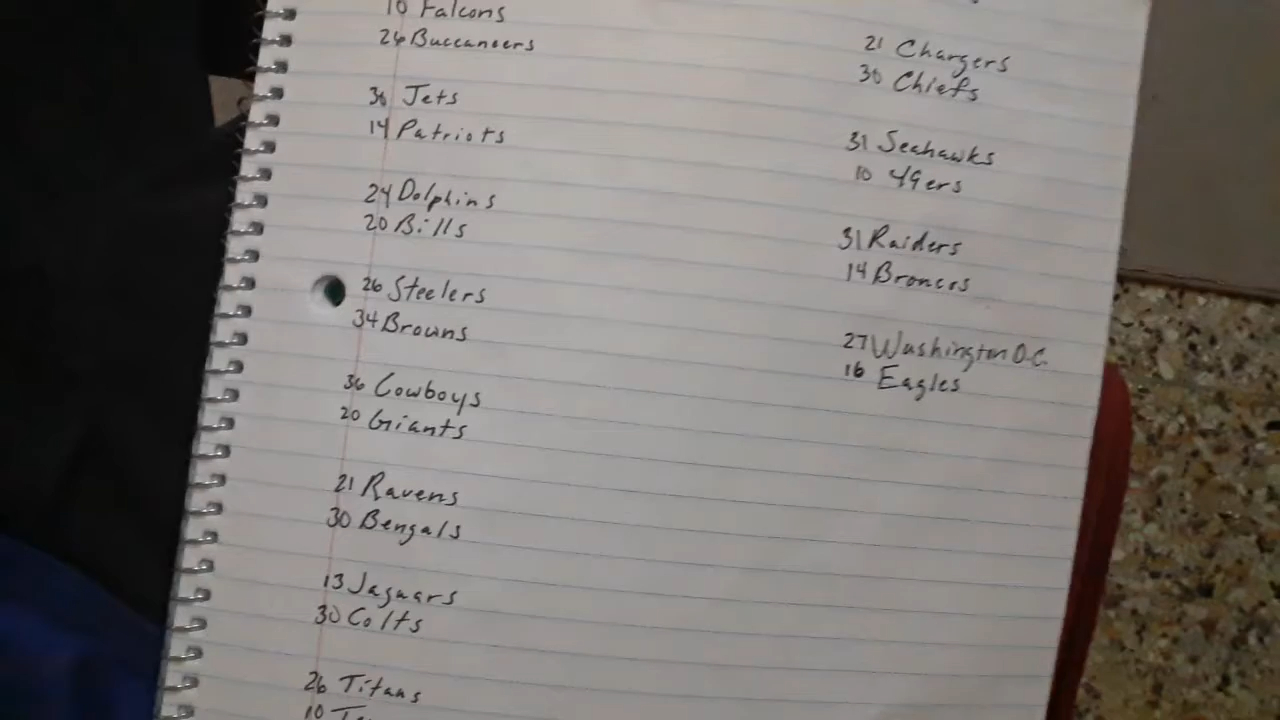 10 Falcons
26 Buccaneers
36 Jets
14 Patriots
24 Dolphins
20 Bills
26 Steelers
34 Browns
36 Cowboys
20 Giants
21 Ravens
30 Bengals
13 Jaguars
30 Colts
26 Titans
10
21 Chargers
30 Chiefs
31 Seahawks
10 49ers
31 Raiders
14 Broncos
27 Washington D.C.
16 Eagles